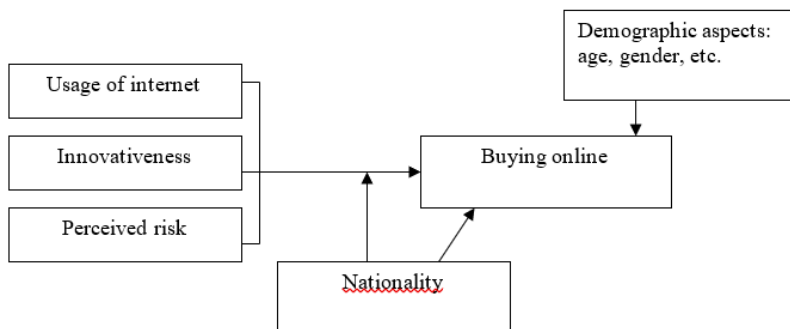 Demographic aspects:
age, gender, etc.
Usage of internet
Innovativeness
Buying online
Perceived risk
Nationality